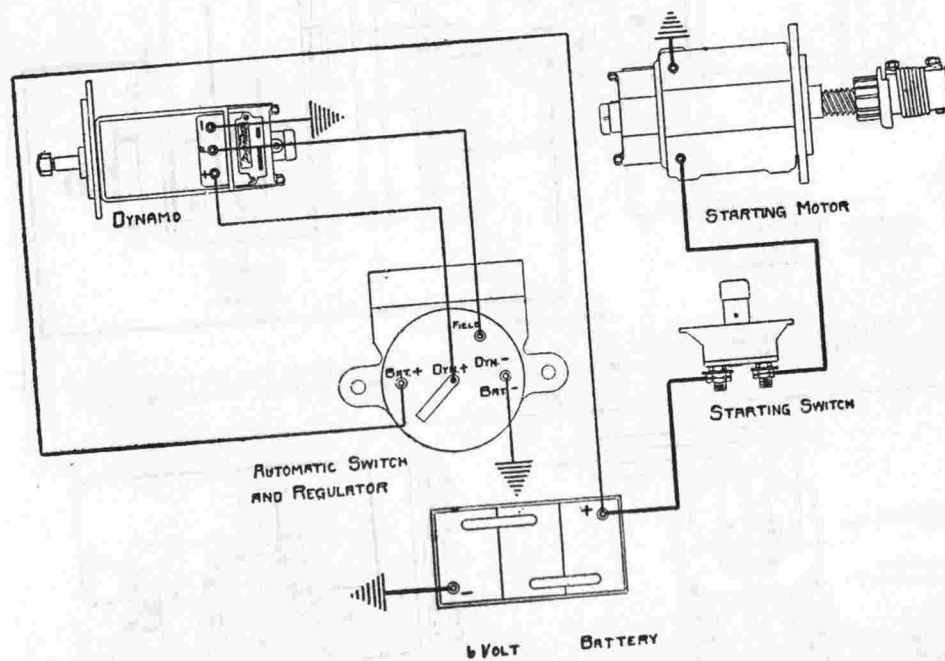 DYNAMO
STARTING MOTOR
FIELD
BAT.+ DYN.+ DYN.-
BAT.-
STARTING SWITCH
AUTOMATIC SWITCH
AND REGULATOR
+
-
6 VOLT BATTERY